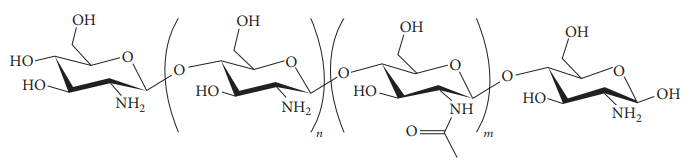 OH OH OH OH
HO O O O O O O O
HO HO HO HO OH
NH₂ NH₂ NH NH₂
n O m